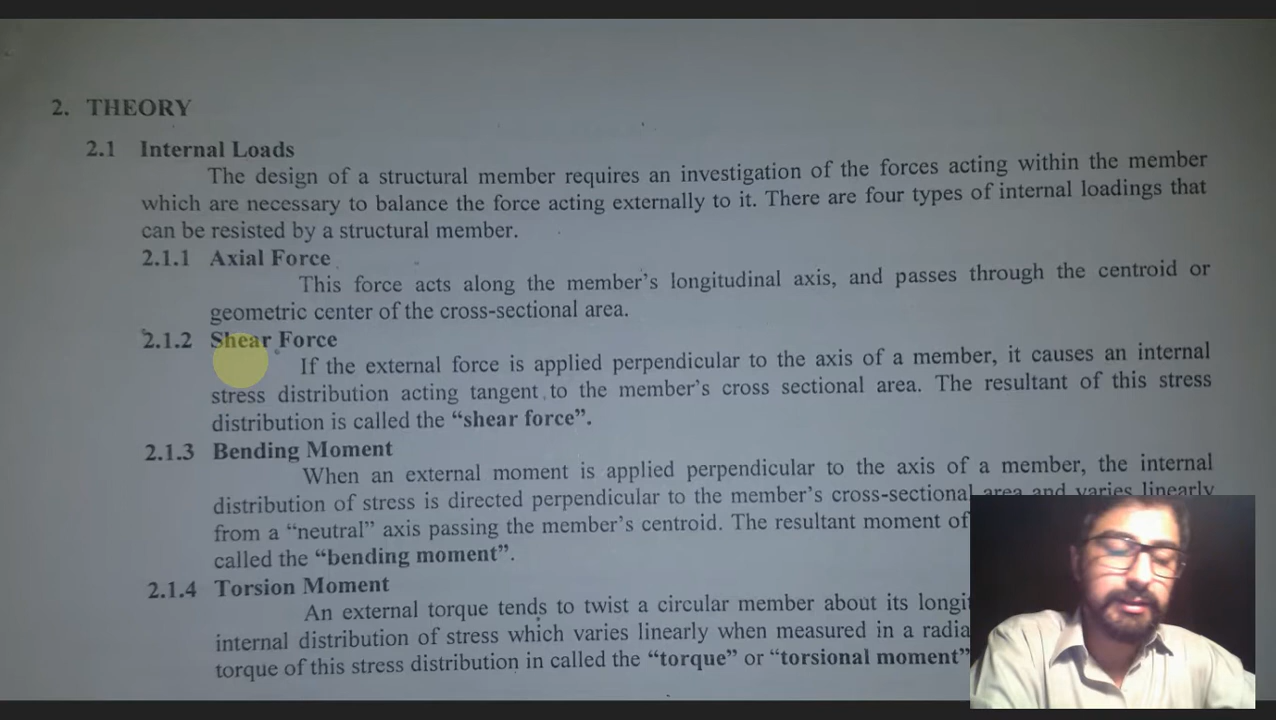 2. THEORY
2.1 Internal Loads
The design of a structural member requires an investigation of the forces acting within the member
which are necessary to balance the force acting externally to it. There are four types of internal loadings that
can be resisted by a structural member.
2.1.1 Axial Force
This force acts along the member's longitudinal axis, and passes through the centroid or
geometric center of the cross-sectional area.
2.1.2 Shear Force
If the external force is applied perpendicular to the axis of a member, it causes an internal
stress distribution acting tangent to the member's cross sectional area. The resultant of this stress
distribution is called the "shear force".
2.1.3 Bending Moment
When an external moment is applied perpendicular to the axis of a member, the internal
distribution of stress is directed perpendicular to the member's cross-sectional area and varies linearly
from a "neutral" axis passing the member's centroid. The resultant moment of
called the "bending moment".
2.1.4 Torsion Moment
An external torque tends to twist a circular member about its
internal distribution of stress which varies linearly when measured in a
torque of this stress distribution in called the "torque" or "torsional moment"